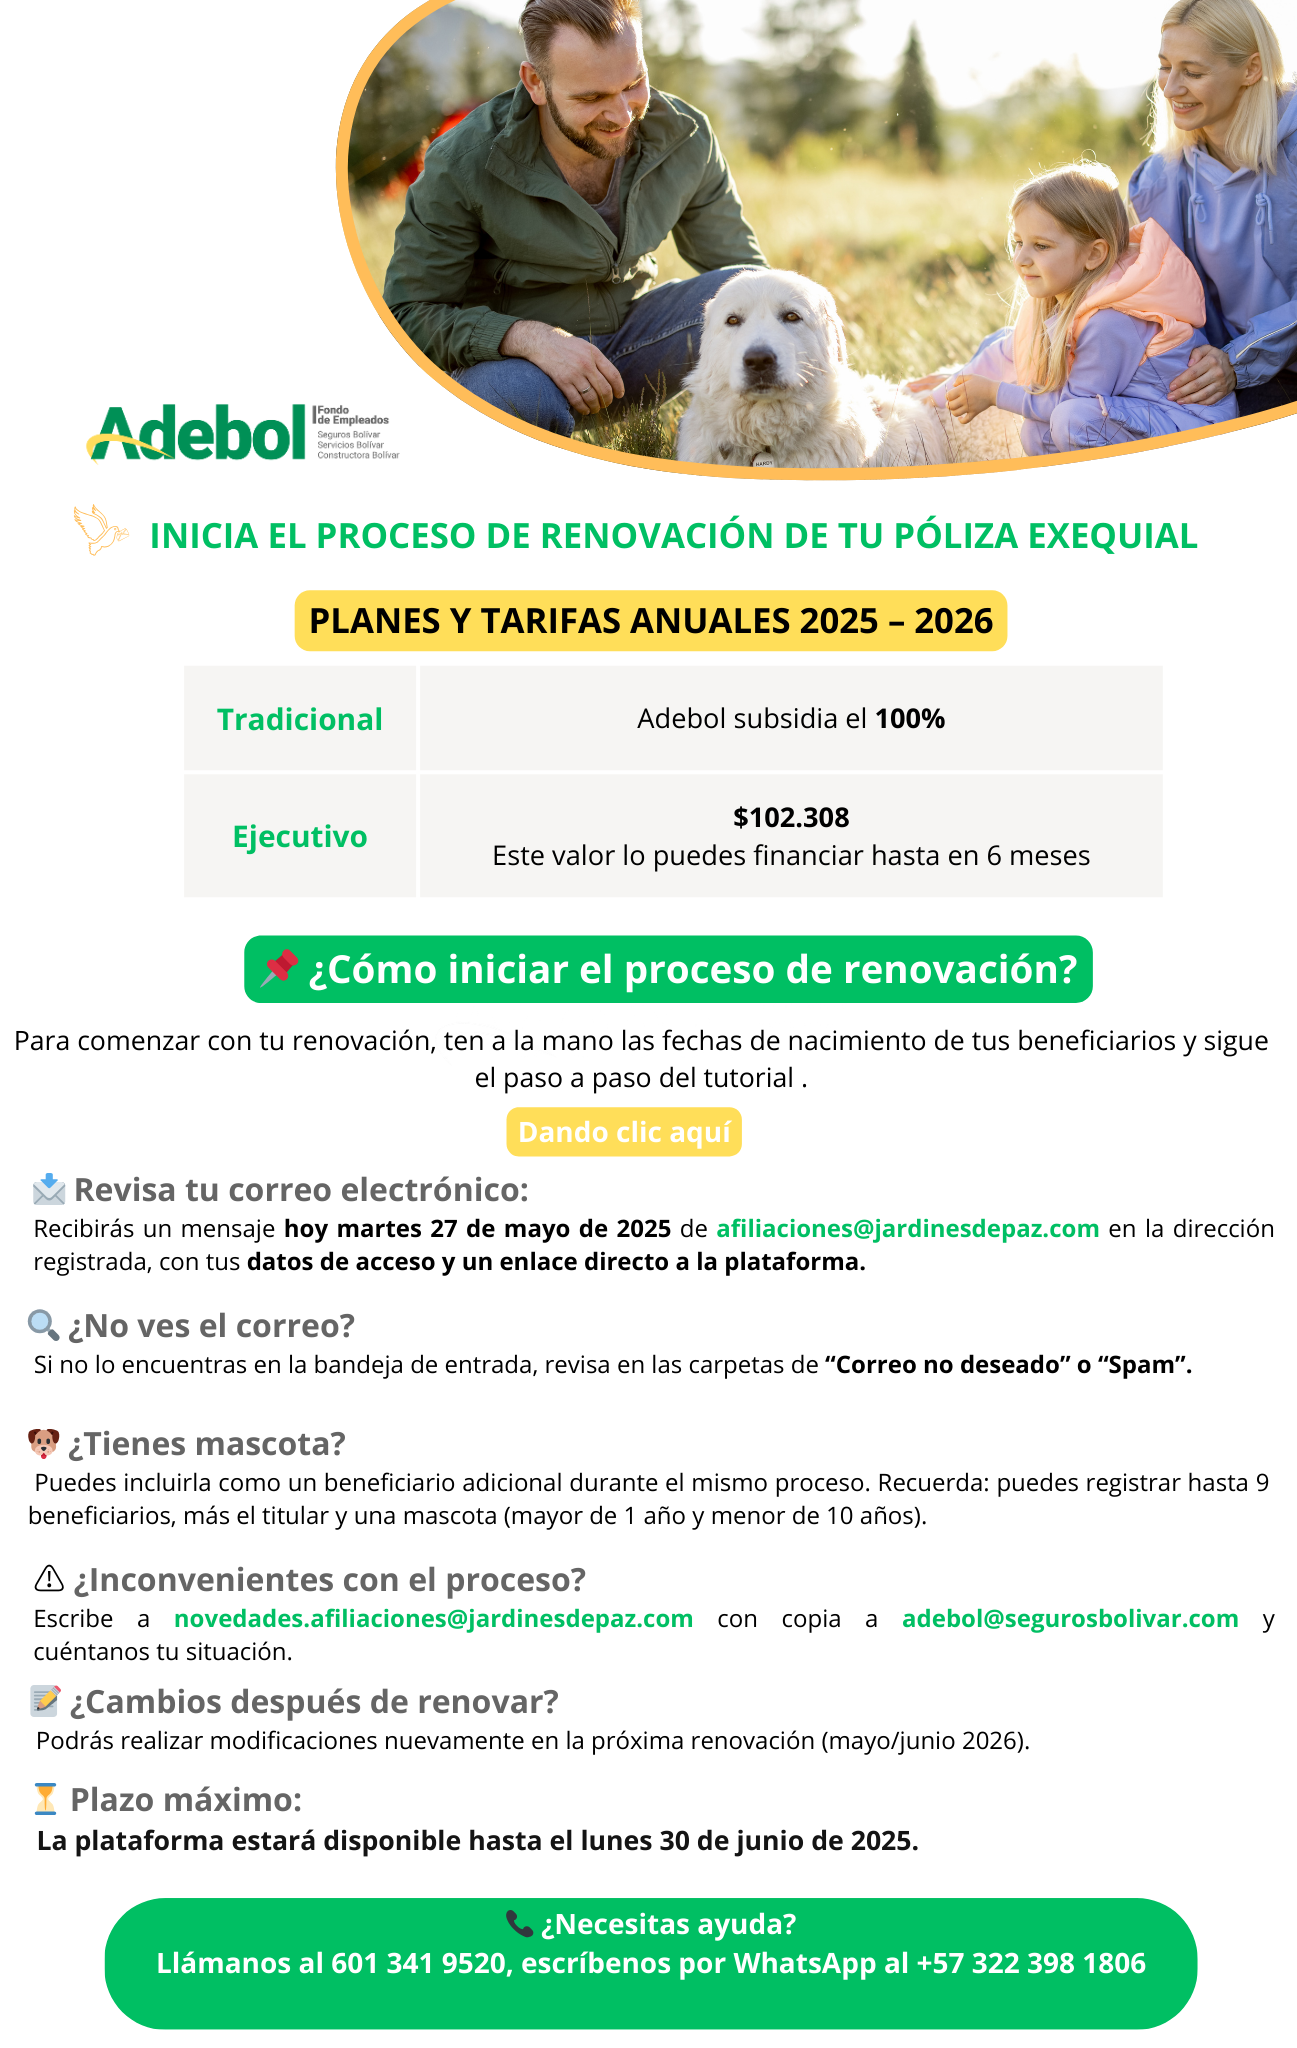 Adebol
Fondo
de Empleados
Seguros Bolívar
Servicios Bolívar
Constructora Bolívar
HARDY
INICIA EL PROCESO DE RENOVACIÓN DE TU PÓLIZA EXEQUIAL
PLANES Y TARIFAS ANUALES 2025 – 2026
Tradicional
Adebol subsidia el 100%
Ejecutivo
$102.308
Este valor lo puedes financiar hasta en 6 meses
¿Cómo iniciar el proceso de renovación?
Para comenzar con tu renovación, ten a la mano las fechas de nacimiento de tus beneficiarios y sigue
el paso a paso del tutorial .
Dando clic aquí
Revisa tu correo electrónico:
Recibirás un mensaje hoy martes 27 de mayo de 2025 de afiliaciones@jardinesdepaz.com en la dirección
registrada, con tus datos de acceso y un enlace directo a la plataforma.
¿No ves el correo?
Si no lo encuentras en la bandeja de entrada, revisa en las carpetas de “Correo no deseado” o “Spam”.
¿Tienes mascota?
Puedes incluirla como un beneficiario adicional durante el mismo proceso. Recuerda: puedes registrar hasta 9
beneficiarios, más el titular y una mascota (mayor de 1 año y menor de 10 años).
¿Inconvenientes con el proceso?
Escribe a novedades.afiliaciones@jardinesdepaz.com con copia a adebol@segurosbolivar.com y
cuéntanos tu situación.
¿Cambios después de renovar?
Podrás realizar modificaciones nuevamente en la próxima renovación (mayo/junio 2026).
Plazo máximo:
La plataforma estará disponible hasta el lunes 30 de junio de 2025.
¿Necesitas ayuda?
Llámanos al 601 341 9520, escríbenos por WhatsApp al +57 322 398 1806